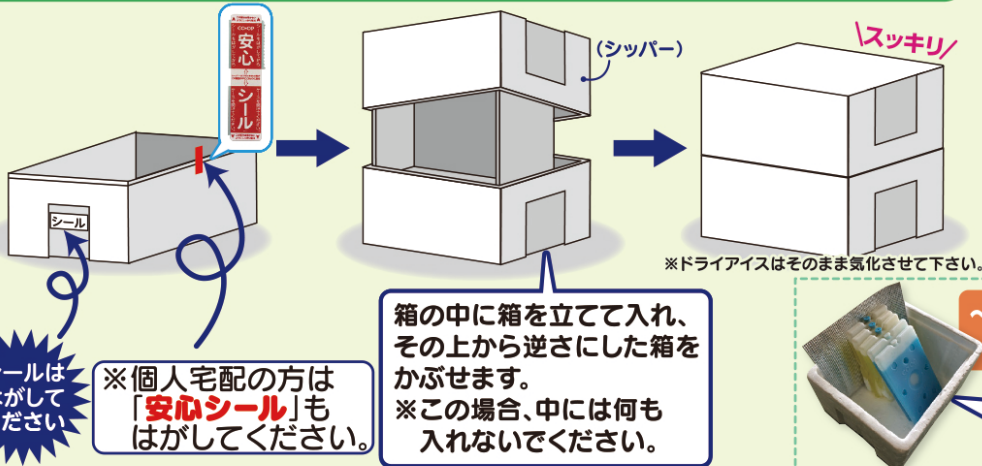 CO-OP
安心
シール
(シッパー)
スッキリ
シール
※ドライアイスはそのまま気化させて下さい。
箱の中に箱を立てて入れ、
その上から逆さにした箱を
かぶせます。
※この場合、中には何も
入れないでください。
ールは
がして
ださい
※個人宅配の方は
「安心シール」も
はがしてください。